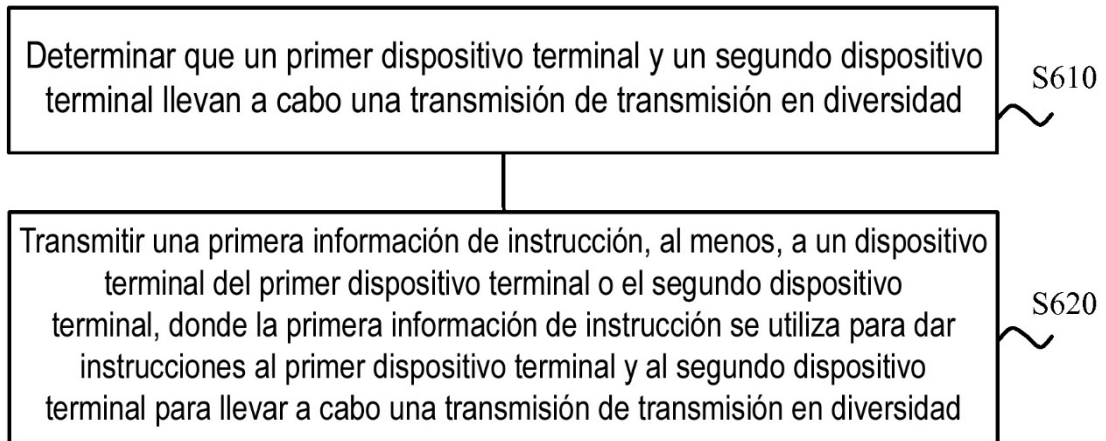 Determinar que un primer dispositivo terminal y un segundo dispositivo
terminal llevan a cabo una transmisión de transmisión en diversidad
S610
Transmitir una primera información de instrucción, al menos, a un dispositivo
terminal del primer dispositivo terminal o el segundo dispositivo
terminal, donde la primera información de instrucción se utiliza para dar
instrucciones al primer dispositivo terminal y al segundo dispositivo
terminal para llevar a cabo una transmisión de transmisión en diversidad
S620